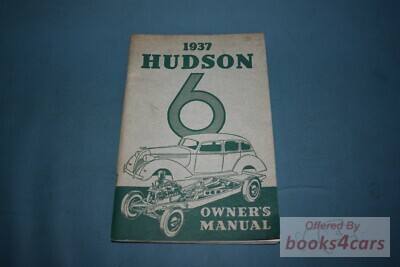 1937
HUDSON
6
OWNER'S
MANUAL
Offered By
books4cars